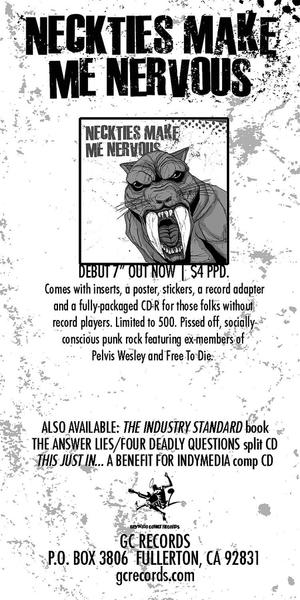 NECKTIES MAKE
ME NERVOUS
NECKTIES MAKE
ME NERVOUS
DEBUT 7" OUT NOW | $4 PPD.
Comes with inserts, a poster, stickers, a record adapter
and a fully-packaged CD-R for those folks without
record players. Limited to 500. Pissed off, socially-
conscious punk rock featuring ex-members of
Pelvis Wesley and Free To Die.
ALSO AVAILABLE: THE INDUSTRY STANDARD book
THE ANSWER LIES/FOUR DEADLY QUESTIONS split CD
THIS JUST IN... A BENEFIT FOR INDYMEDIA comp CD
GC RECORDS
P.O. BOX 3806 FULLERTON, CA 92831
gcrecords.com